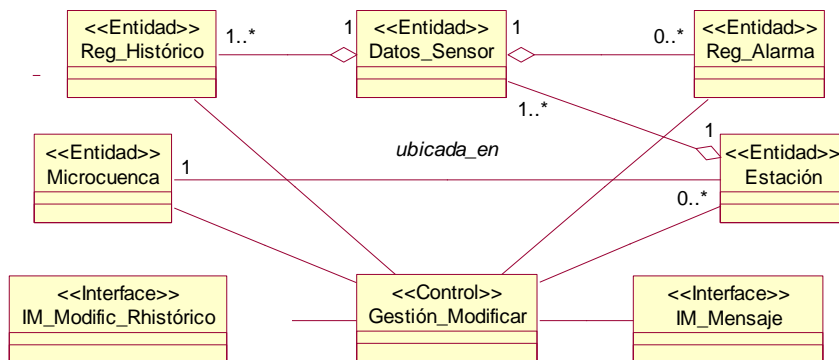 <<Entidad>>
Reg_Histórico
1..*
1
<<Entidad>>
Datos_Sensor
1
0..*
<<Entidad>>
Reg_Alarma
1..*
1
<<Entidad>>
Microcuenca
1
ubicada_en
0..*
<<Entidad>>
Estación
<<Interface>>
IM_Modific_Rhistórico
<<Control>>
Gestión_Modificar
<<Interface>>
IM_Mensaje